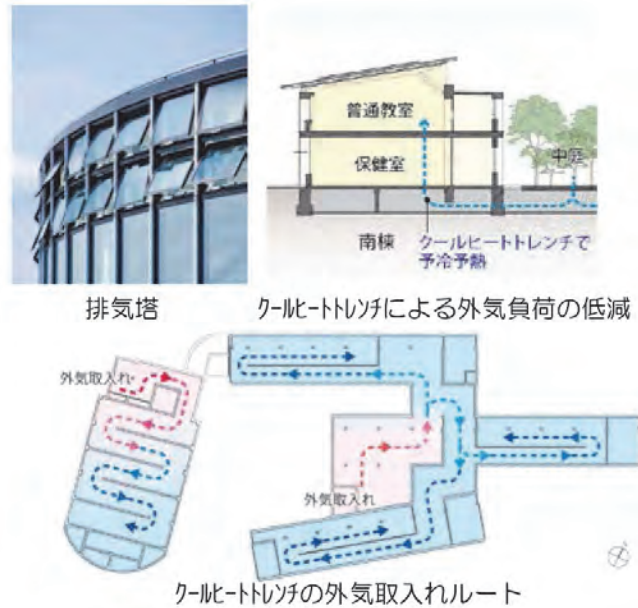 普通教室
保健室
中庭
南棟
クールヒートトレンチで
予冷予熱
排気塔
クールヒートトレンチによる外気負荷の低減
外気取入れ
外気取入れ
クールヒートトレンチの外気取入れルート